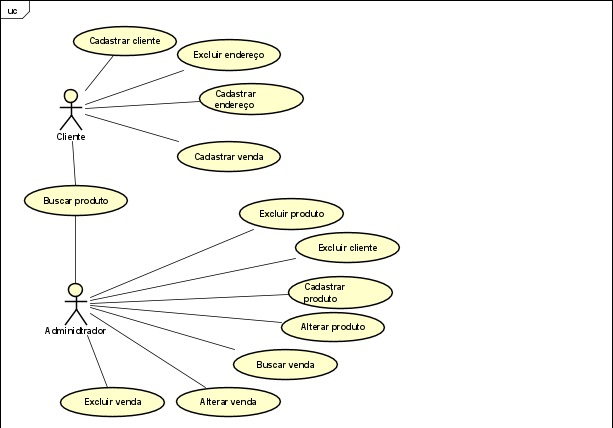 uc
Cadastrar cliente
Excluir endereço
Cadastrar
endereço
Cliente
Cadastrar venda
Buscar produto
Excluir produto
Excluir cliente
Cadastrar
produto
Alterar produto
Adminidtrador
Buscar venda
Excluir venda
Alterar venda